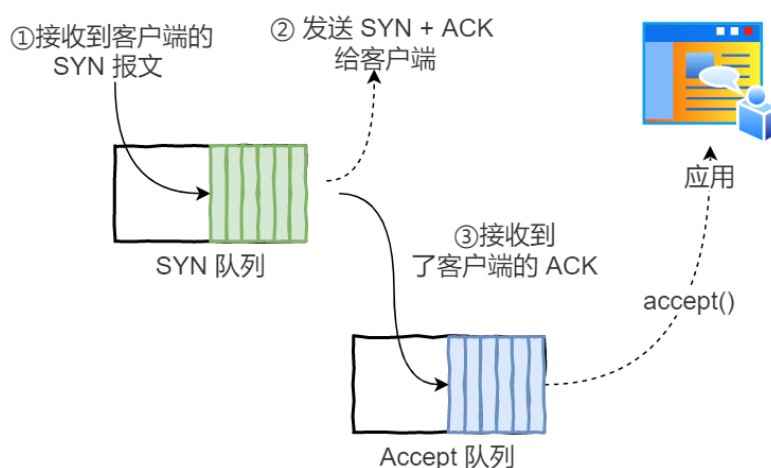 ①接收到客户端的
SYN 报文
② 发送 SYN + ACK
给客户端
应用
SYN 队列
③接收到
了客户端的 ACK
accept()
Accept 队列